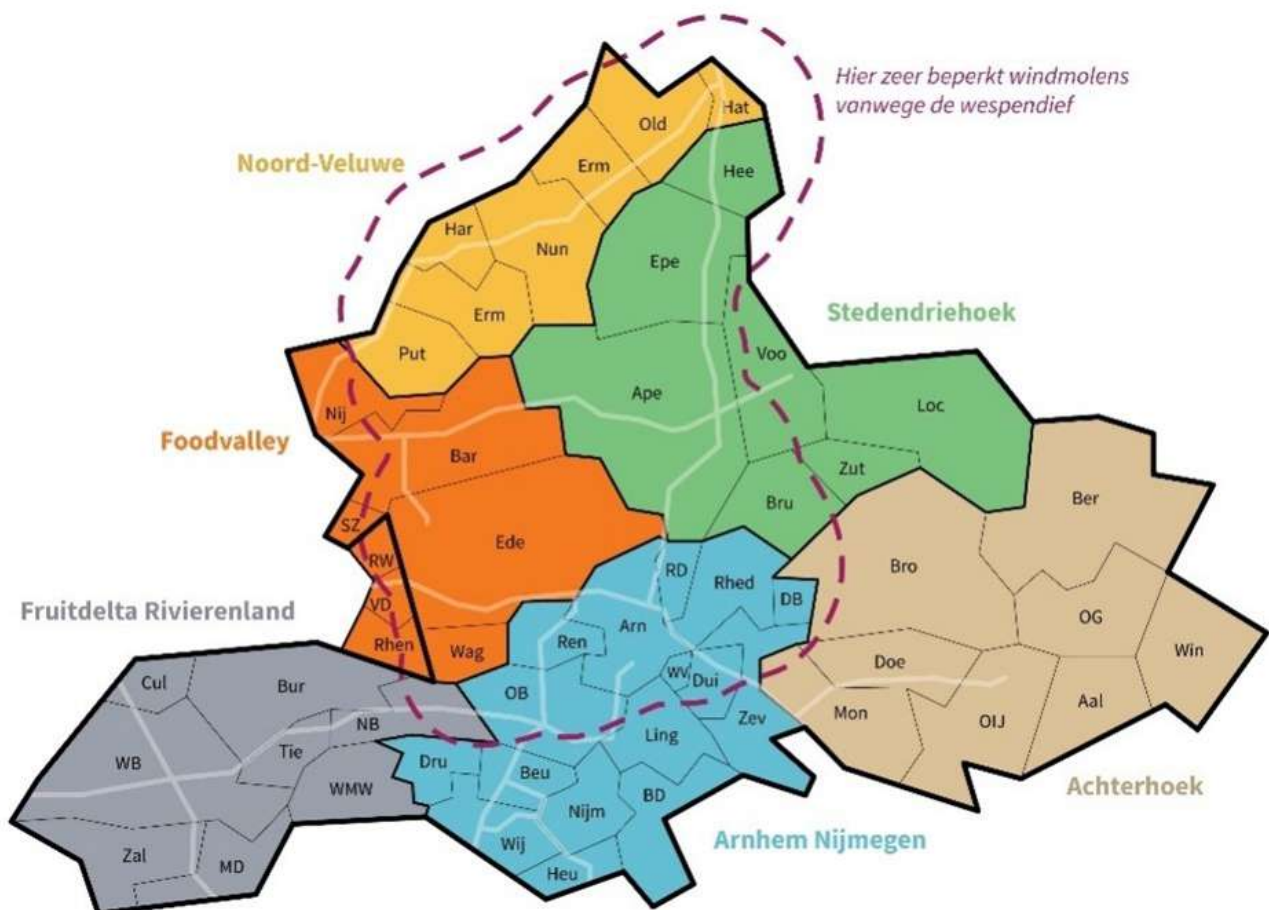 Hier zeer beperkt windmolens
vanwege de wespendief
Hat
Old
Noord-Veluwe
Erm
Hee
Har
Nun
Epe
Erm
Stedendriehoek
Put
Voo
Ape
Nij
Loc
Foodvalley
Bar
Zut
Ber
Bru
SZ
Ede
RW
RD
Rhed
Bro
VD
DB
Fruitdelta Rivierenland
OG
Rhen
Wag
Ren
Arn
Win
Doe
Cul
Bur
OB
WV
Dui
Aal
NB
Mon
OIJ
Zev
Ling
Tie
WB
Dru
Beu
WMW
BD
Achterhoek
Nijm
Wij
Arnhem Nijmegen
Zal
MD
Heu